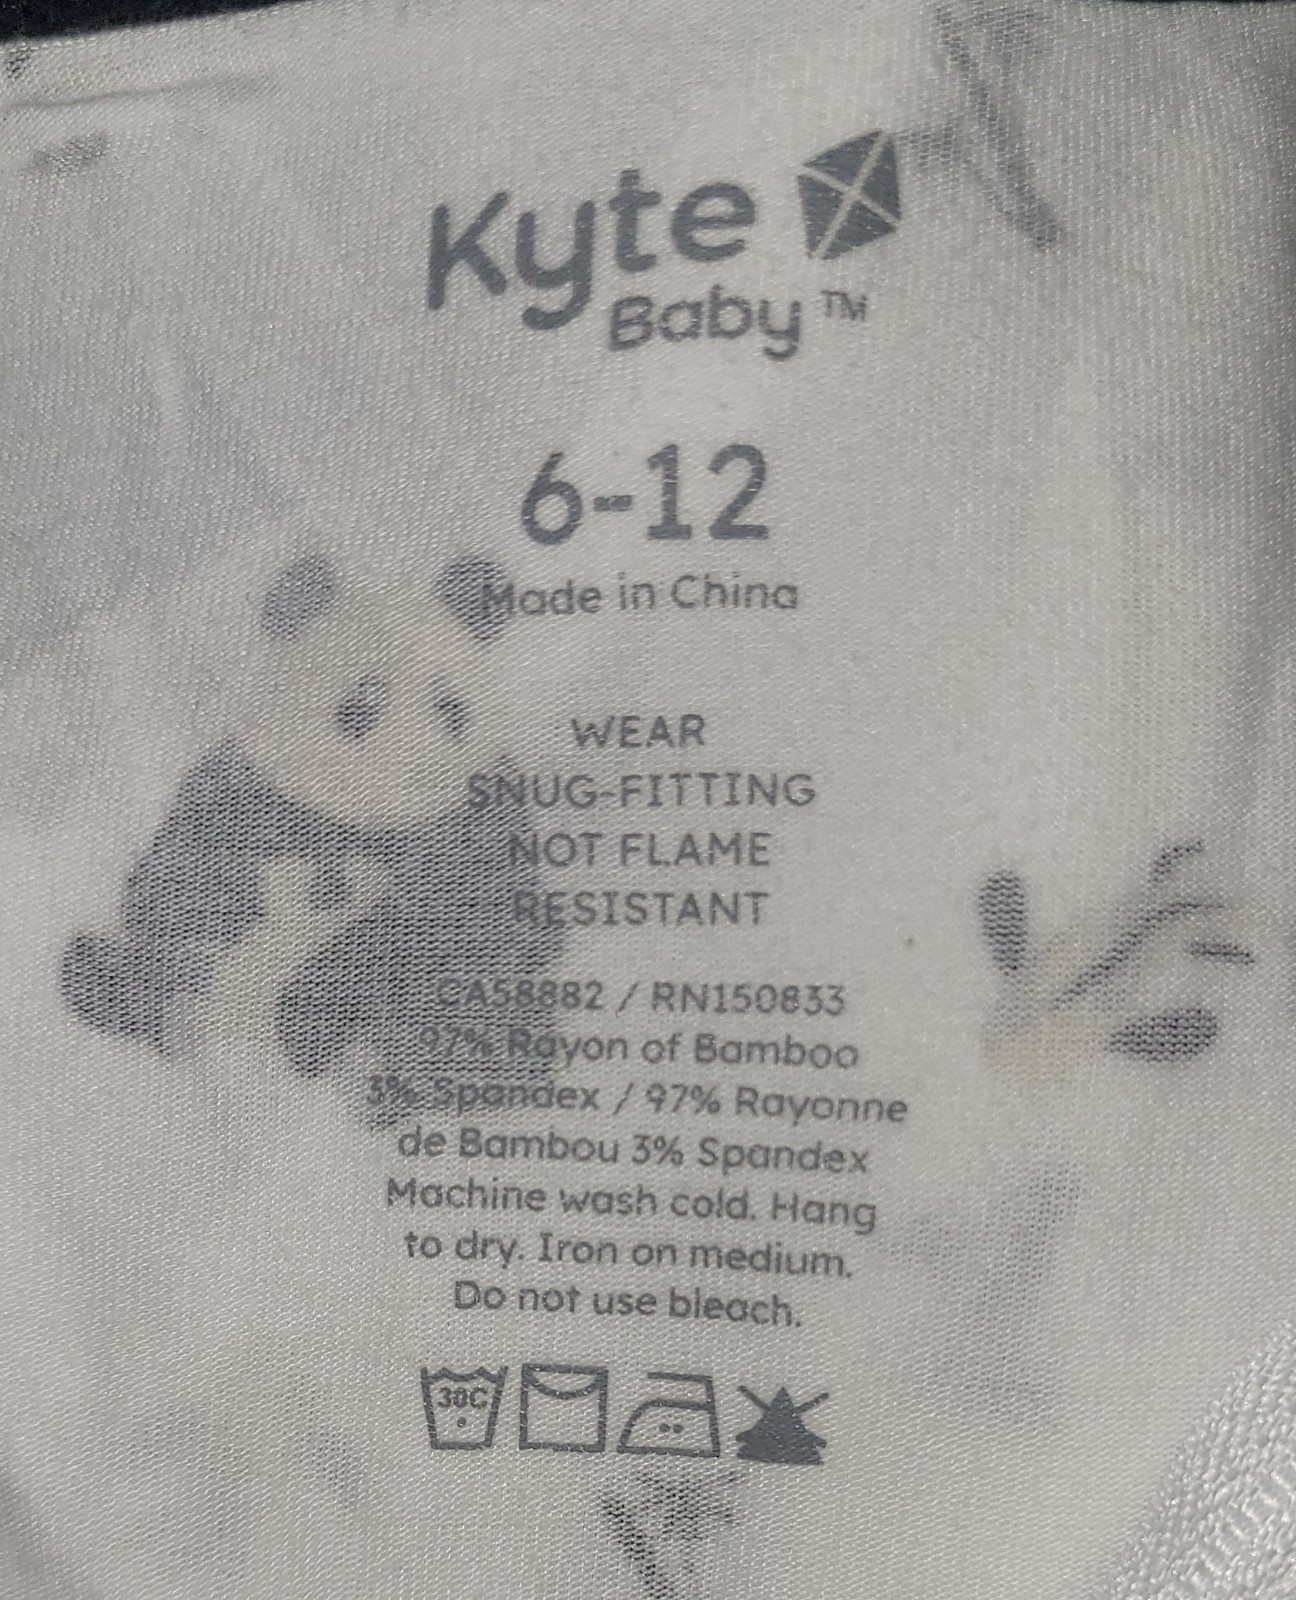 Kyte
Baby™
6-12
Made in China
WEAR
SNUG-FITTING
NOT FLAME
RESISTANT
CA58882 / RN150833
97% Rayon of Bamboo
3% Spandex / 97% Rayonne
de Bambou 3% Spandex
Machine wash cold. Hang
to dry. Iron on medium.
Do not use bleach.
30C